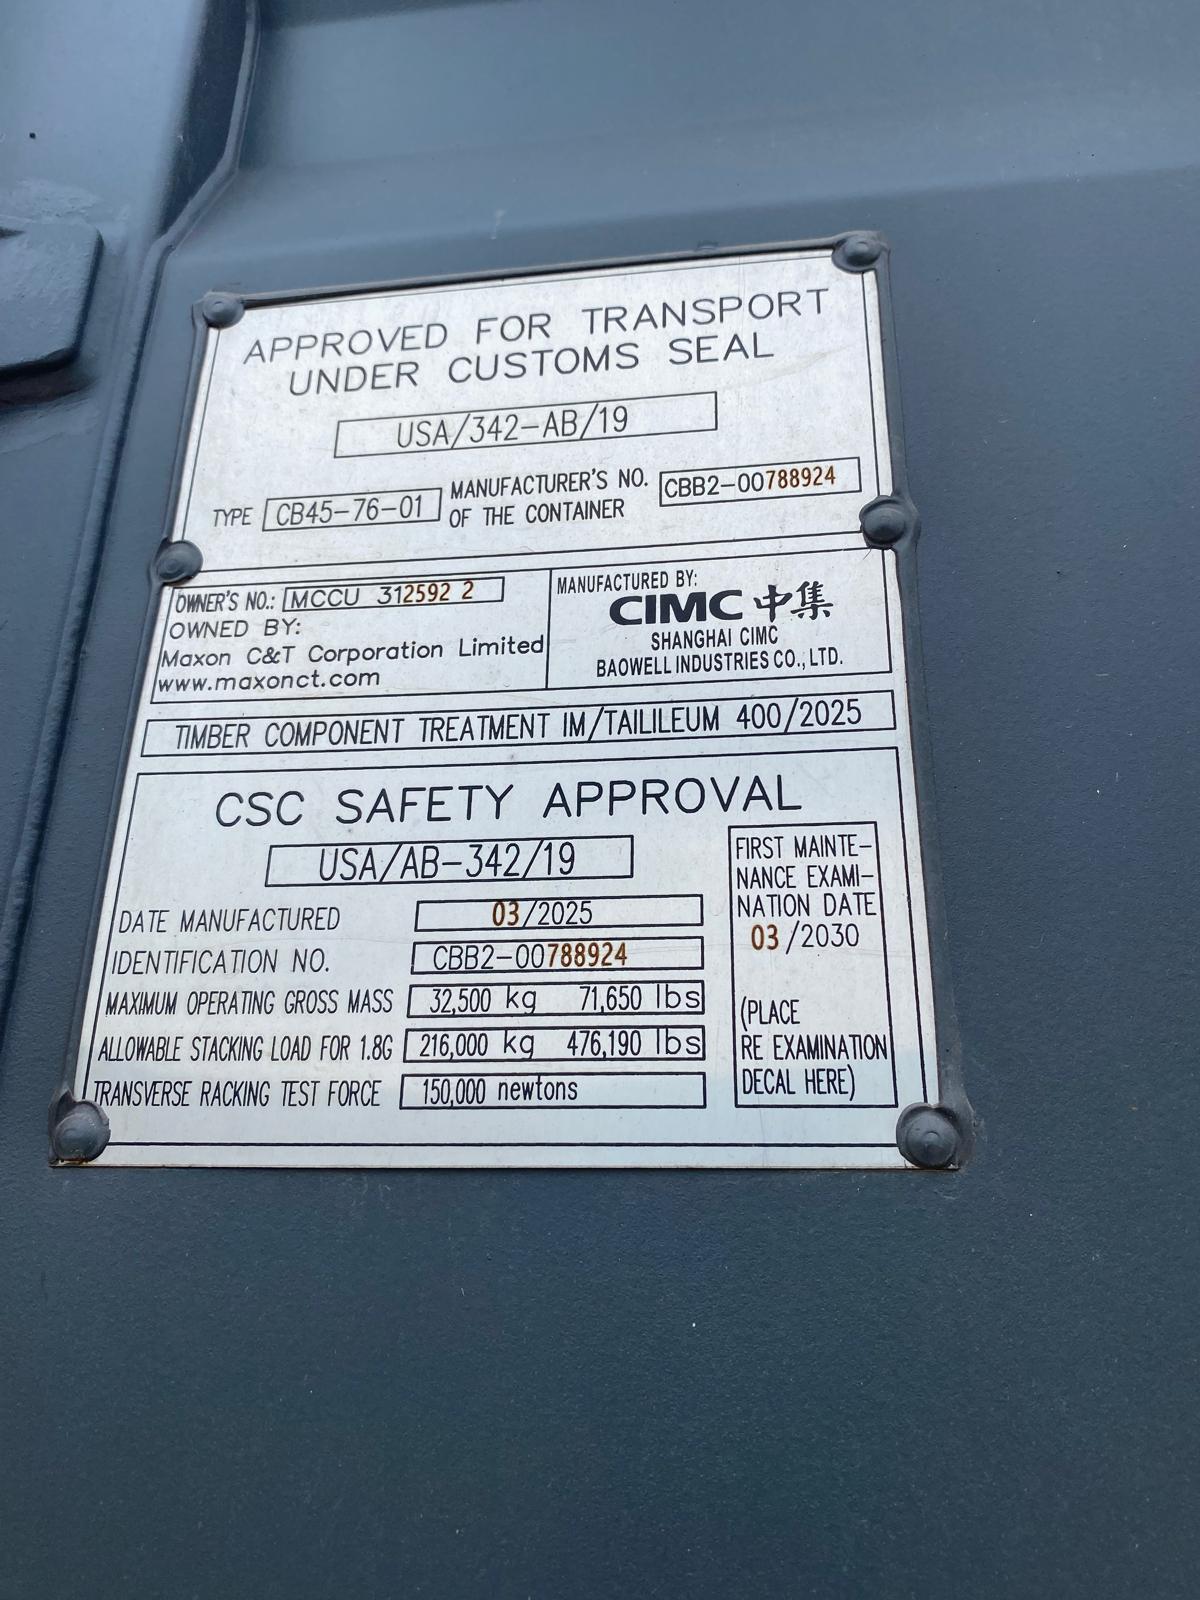 APPROVED FOR TRANSPORT
UNDER CUSTOMS SEAL
USA/342-AB/19
TYPE CB45-76-01 MANUFACTURER'S NO. OF THE CONTAINER CBB2-00788924
OWNER'S NO.: MCCU 312592 2
OWNED BY:
Maxon C&T Corporation Limited
www.maxonct.com
MANUFACTURED BY:
CIMC 中集
SHANGHAI CIMC
BAOWELL INDUSTRIES CO., LTD.
TIMBER COMPONENT TREATMENT IM/TAILILEUM 400/2025
CSC SAFETY APPROVAL
USA/AB-342/19
DATE MANUFACTURED 03/2025
IDENTIFICATION NO. CBB2-00788924
MAXIMUM OPERATING GROSS MASS 32,500 kg 71,650 lbs
ALLOWABLE STACKING LOAD FOR 1.8G 216,000 kg 476,190 lbs
TRANSVERSE RACKING TEST FORCE 150,000 newtons
FIRST MAINTE-
NANCE EXAMI-
NATION DATE
03/2030
(PLACE
RE EXAMINATION
DECAL HERE)